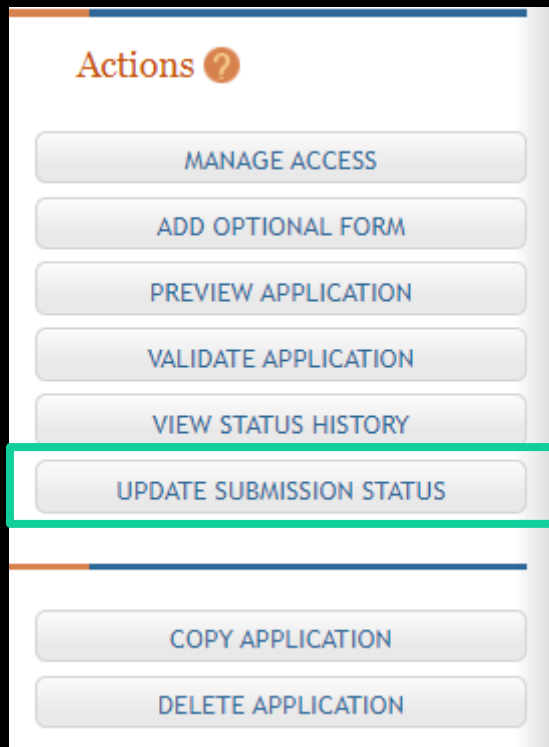 Actions ?
MANAGE ACCESS
ADD OPTIONAL FORM
PREVIEW APPLICATION
VALIDATE APPLICATION
VIEW STATUS HISTORY
UPDATE SUBMISSION STATUS
COPY APPLICATION
DELETE APPLICATION